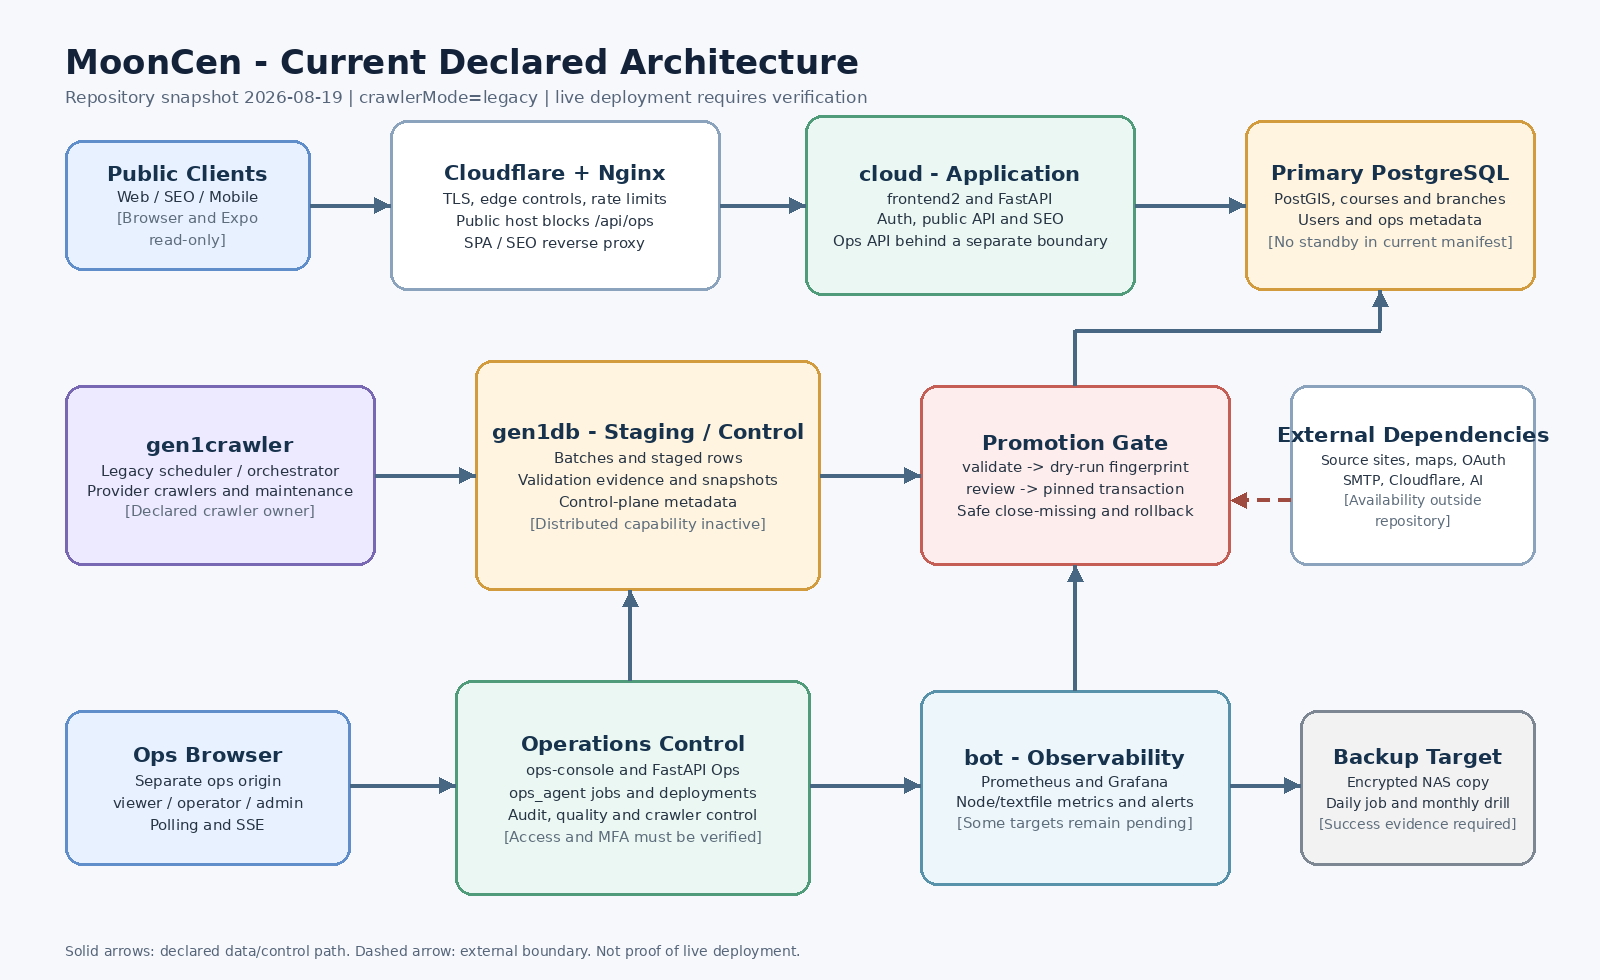 MoonCen - Current Declared Architecture
Repository snapshot 2026-08-19 | crawlerMode=legacy | live deployment requires verification
Public Clients
Web / SEO / Mobile
[Browser and Expo
read-only]
Cloudflare + Nginx
TLS, edge controls, rate limits
Public host blocks /api/ops
SPA / SEO reverse proxy
cloud - Application
frontend2 and FastAPI
Auth, public API and SEO
Ops API behind a separate boundary
Primary PostgreSQL
PostGIS, courses and branches
Users and ops metadata
[No standby in current manifest]
gen1crawler
Legacy scheduler / orchestrator
Provider crawlers and maintenance
[Declared crawler owner]
gen1db - Staging / Control
Batches and staged rows
Validation evidence and snapshots
Control-plane metadata
[Distributed capability inactive]
Promotion Gate
validate -> dry-run fingerprint
review -> pinned transaction
Safe close-missing and rollback
External Dependencies
Source sites, maps, OAuth
SMTP, Cloudflare, AI
[Availability outside
repository]
Ops Browser
Separate ops origin
viewer / operator / admin
Polling and SSE
Operations Control
ops-console and FastAPI Ops
ops_agent jobs and deployments
Audit, quality and crawler control
[Access and MFA must be verified]
bot - Observability
Prometheus and Grafana
Node/textfile metrics and alerts
[Some targets remain pending]
Backup Target
Encrypted NAS copy
Daily job and monthly drill
[Success evidence required]
Solid arrows: declared data/control path. Dashed arrow: external boundary. Not proof of live deployment.